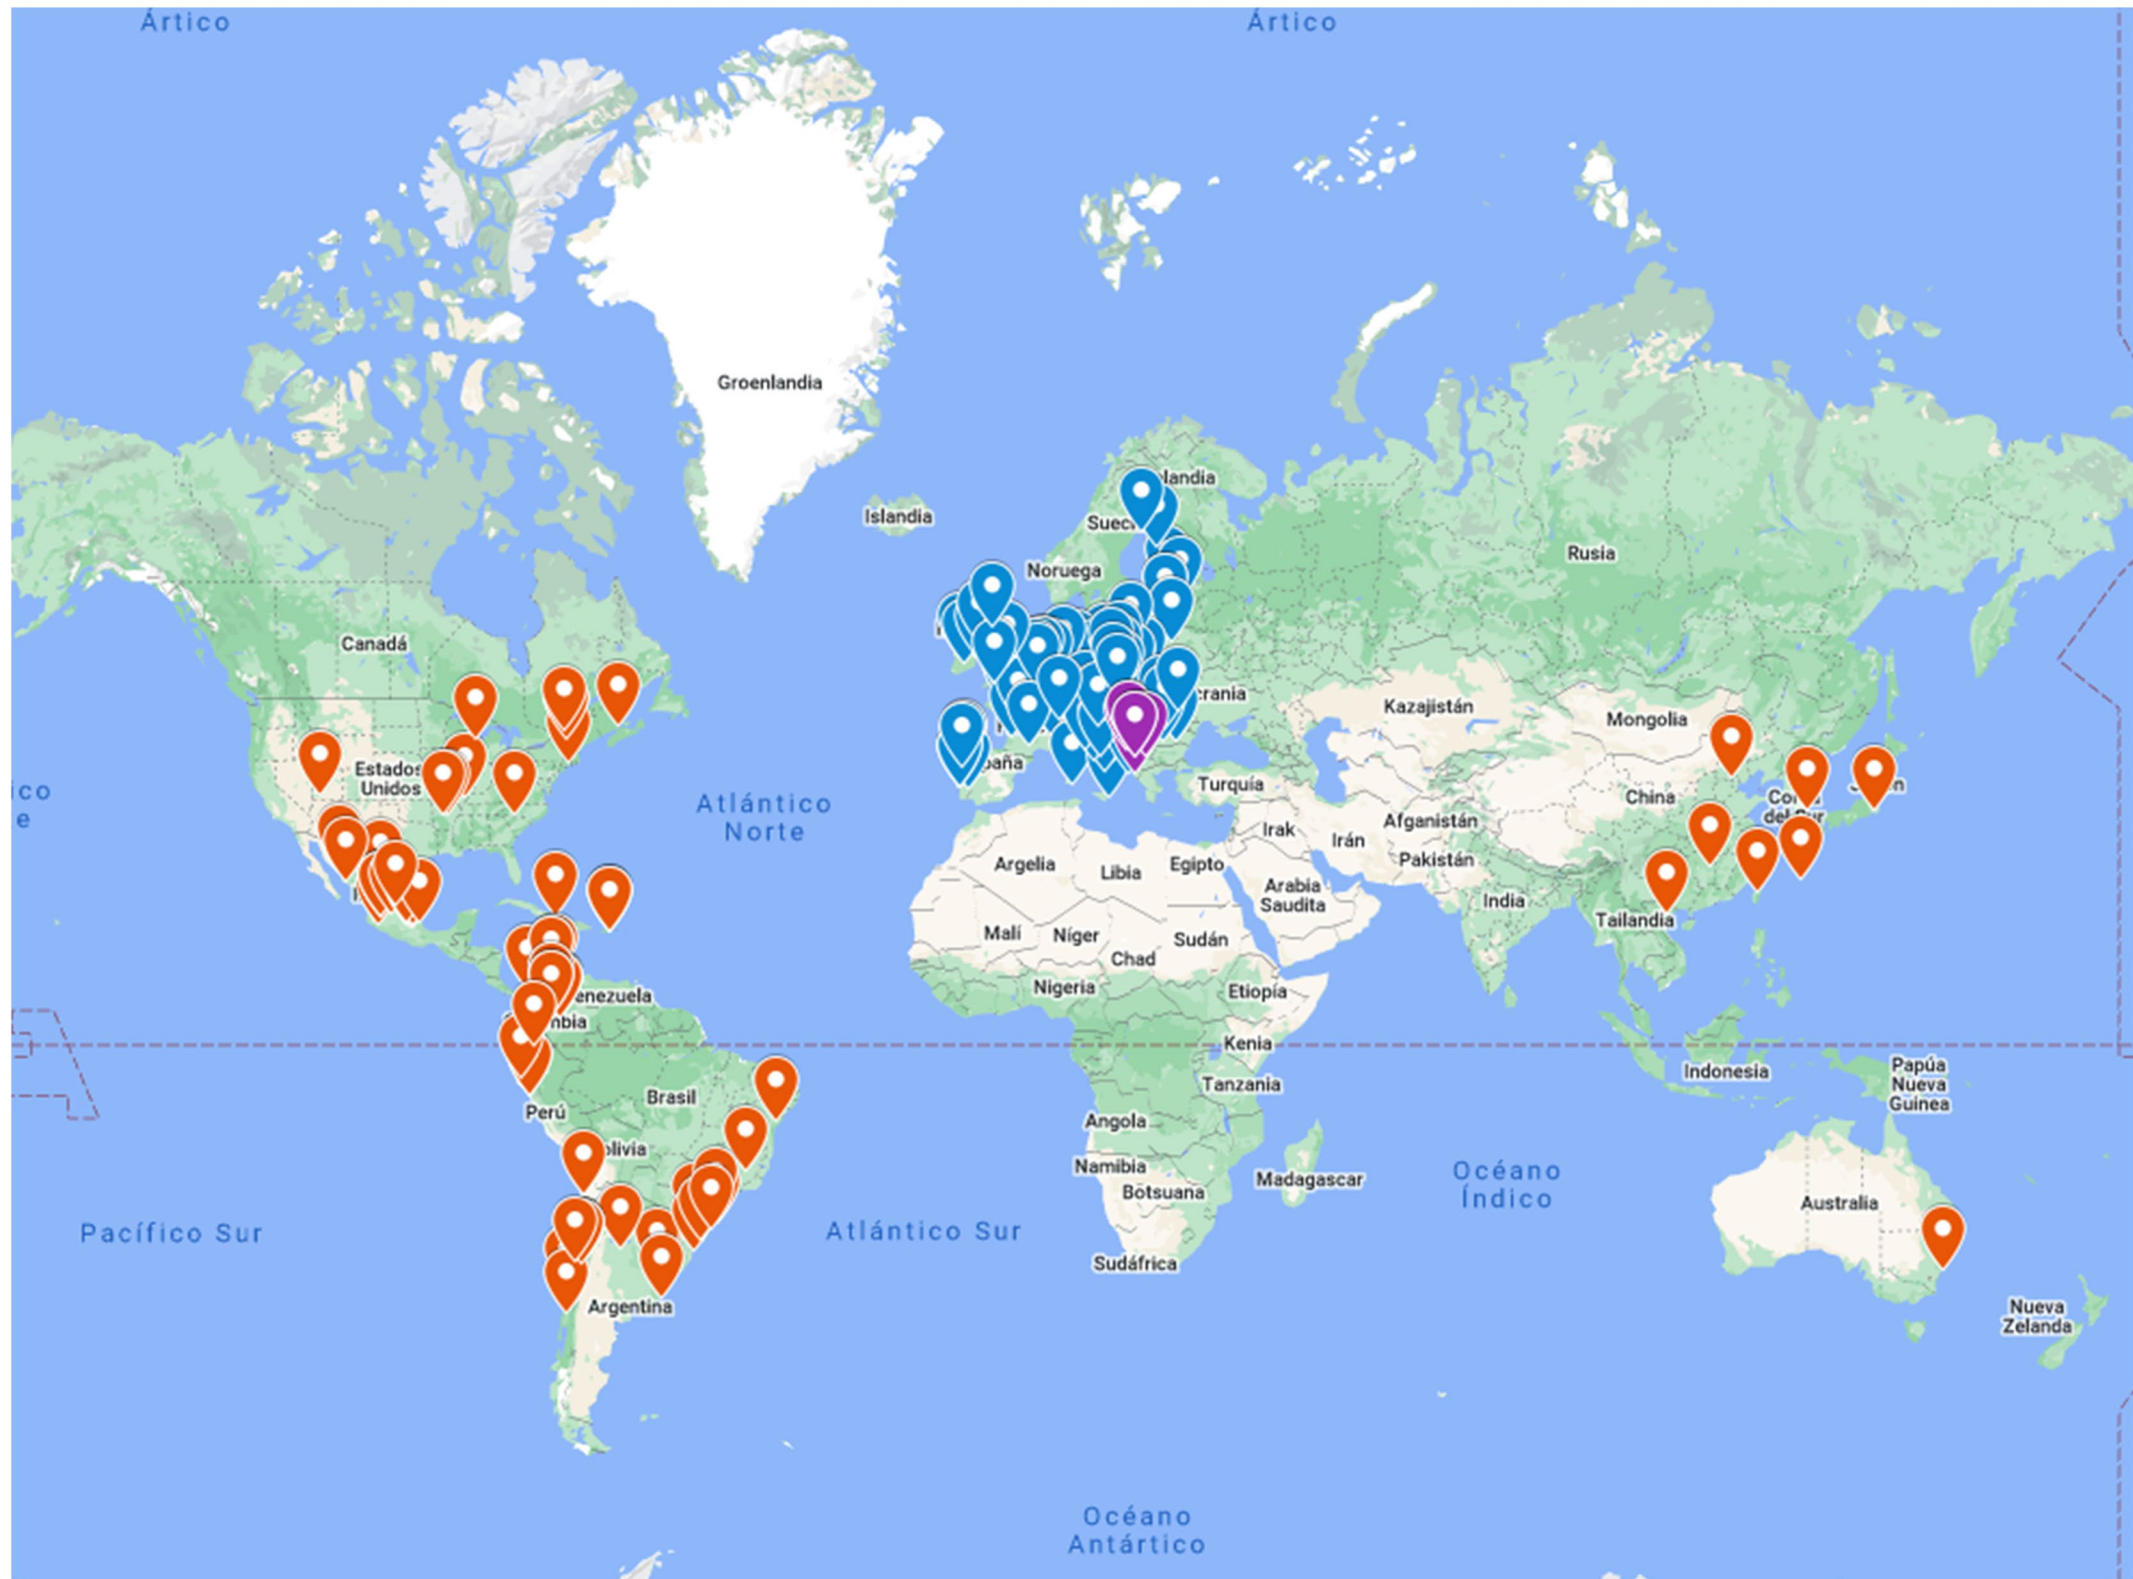 Ártico
Ártico
Groenlandia
landia
Islandia
Suec
Noruega
Rusia
Canadá
crania
Kazajistán
Mongolia
Estados
Unidos
paña
Turquía
China
Atlántico
Norte
ico
e
Irak
Irán
Afganistán
Pakistán
Argelia
Libia
Egipto
Arabia
Saudita
India
Tailandia
Malí
Níger
Chad
Sudán
Nigeria
Etiopía
enezuela
mbia
Kenia
Indonesia
Papúa
Nueva
Guinea
Tanzania
Brasil
Perú
Angola
olivia
Namibia
Botsuana
Madagascar
Océano
Índico
Australia
Pacífico Sur
Atlántico Sur
Sudáfrica
Argentina
Nueva
Zelanda
Océano
Antártico